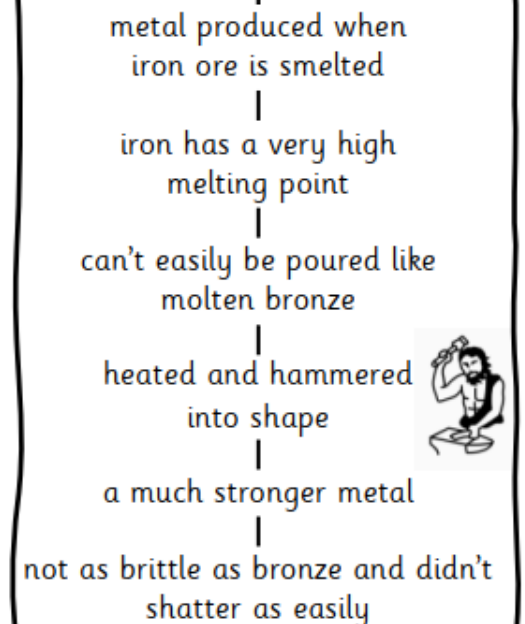 metal produced when
iron ore is smelted
iron has a very high
melting point
can't easily be poured like
molten bronze
heated and hammered
into shape
a much stronger metal
not as brittle as bronze and didn't
shatter as easily